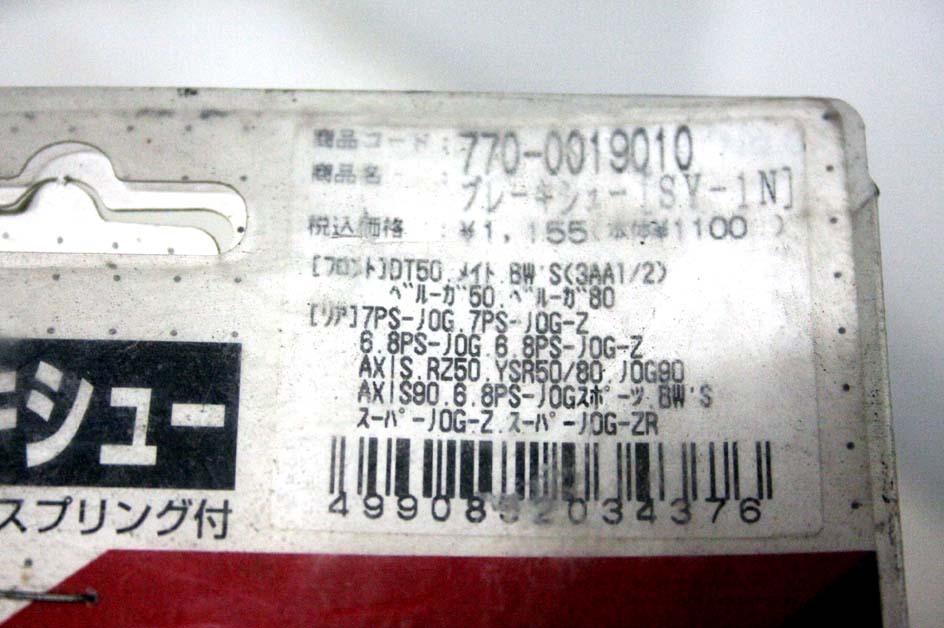 商品コード : 770-0019010
商品名 : ブレーキシュー[SY-1N]
税込価格 : ¥1,155(本体¥1100 )
[フロント]DT50.メイト.BW'S(3AA1/2)
ベルーガ50.ベルーガ80
[リア]7PS-JOG.7PS-JOG-Z
6.8PS-JOG.6.8PS-JOG-Z
AXIS.RZ50.YSR50/80.JOG90
AXIS90.6.8PS-JOGスポーツ.BW'S
スーパーJOG-Z.スーパーJOG-ZR
キシュー
スプリング付